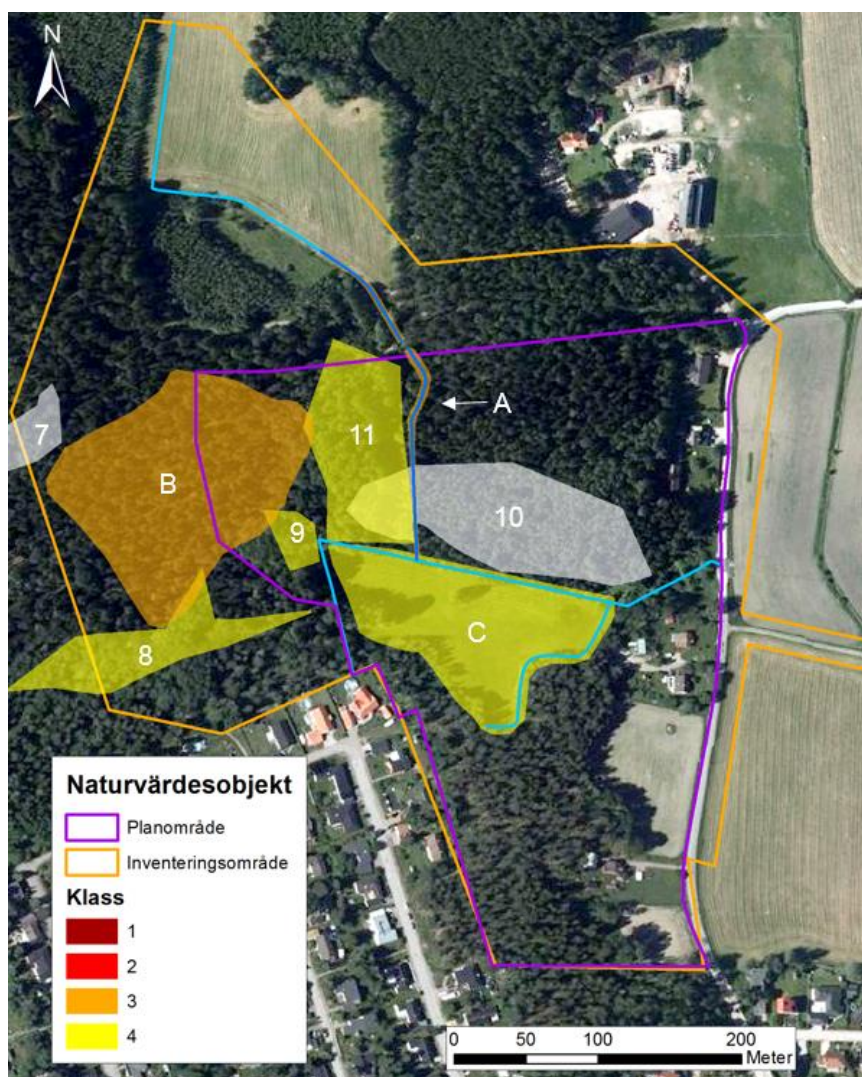 N
A
7
B
11
10
9
C
8
Naturvärdesobjekt
Planområde
Inventeringsområde
Klass
1
2
3
4
0 50 100 200
Meter